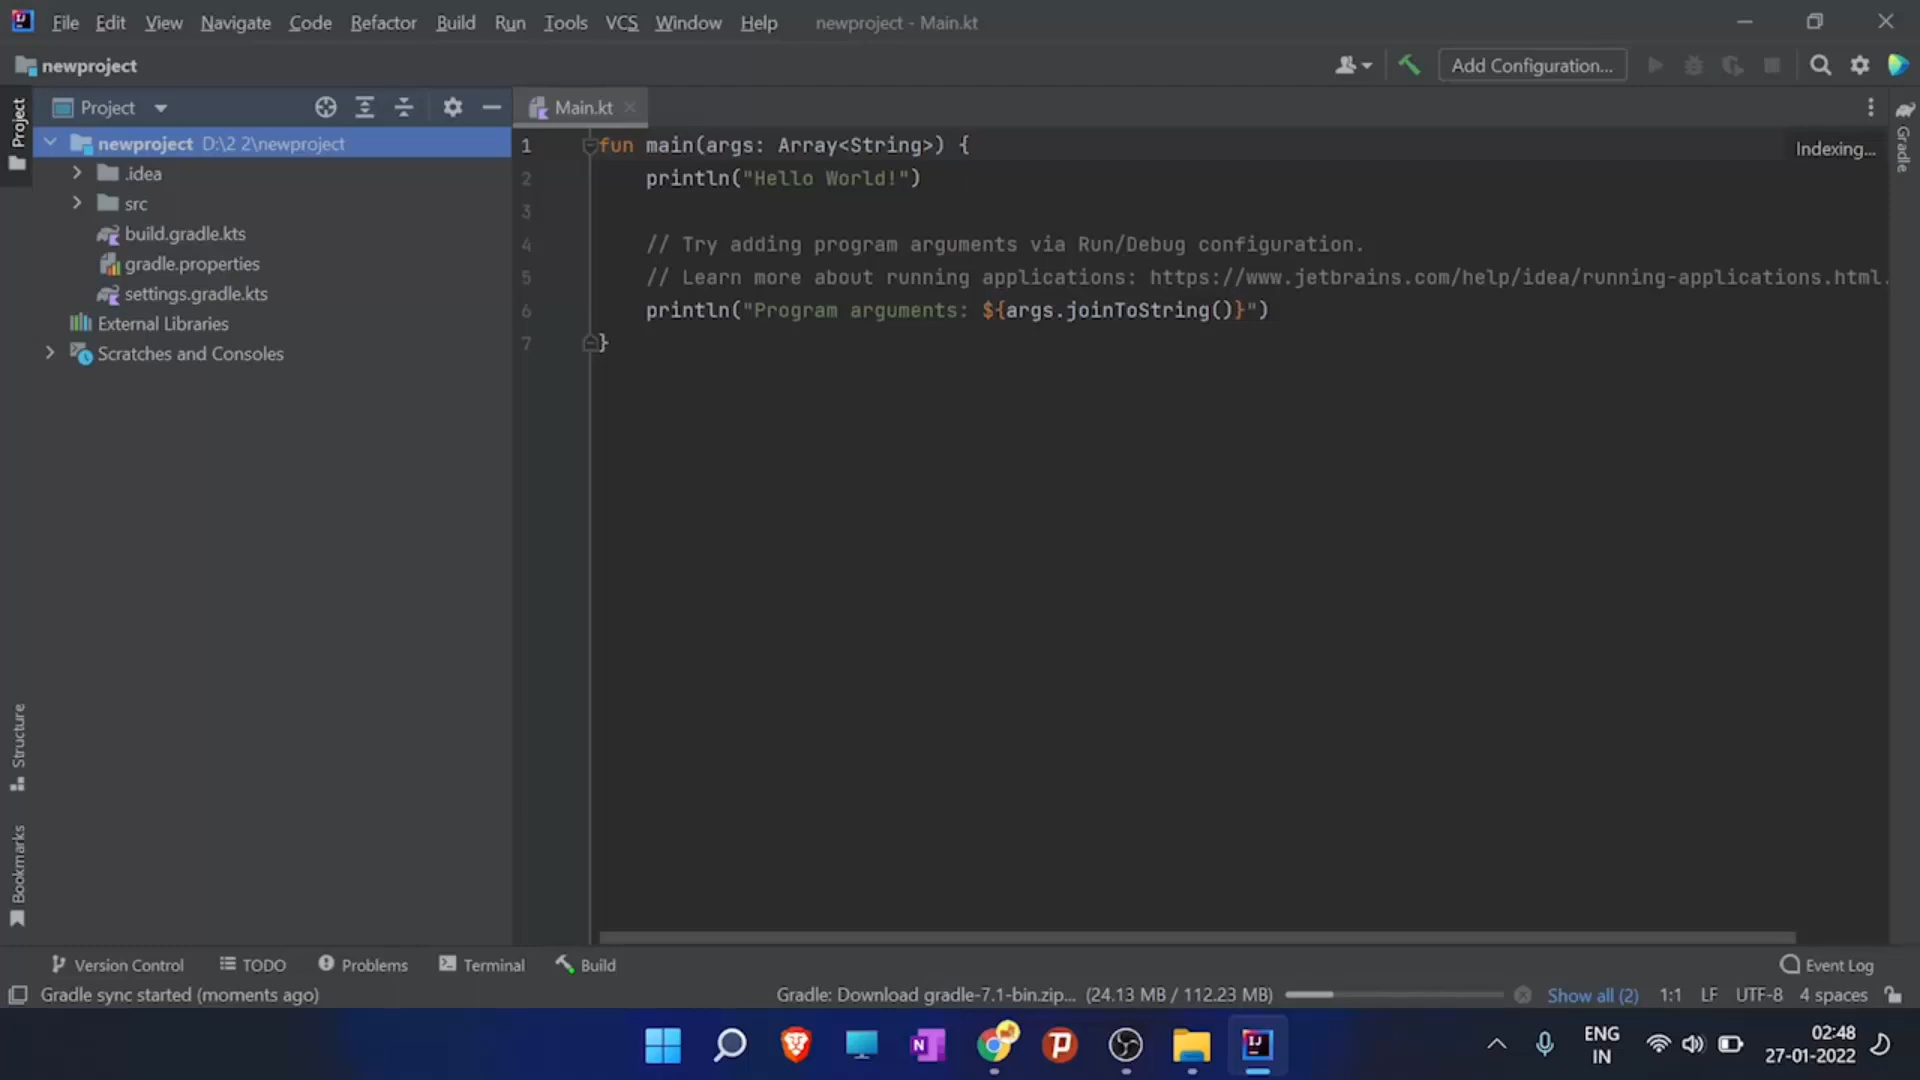 File Edit View Navigate Code Refactor Build Run Tools VCS Window Help newproject - Main.kt
newproject
Add Configuration...
Project
Project
Main.kt
newproject D:\2 2\newproject
.idea
src
build.gradle.kts
gradle.properties
settings.gradle.kts
External Libraries
Scratches and Consoles
1 fun main(args: Array<String>) {
2 println("Hello World!")
3
4 // Try adding program arguments via Run/Debug configuration.
5 // Learn more about running applications: https://www.jetbrains.com/help/idea/running-applications.html.
6 println("Program arguments: ${args.joinToString()}")
7 }
Indexing...
Gradle
Structure
Bookmarks
Version Control TODO Problems Terminal Build Event Log
Gradle sync started (moments ago) Gradle: Download gradle-7.1-bin.zip... (24.13 MB / 112.23 MB) Show all (2) 1:1 LF UTF-8 4 spaces
ENG
IN
02:48
27-01-2022